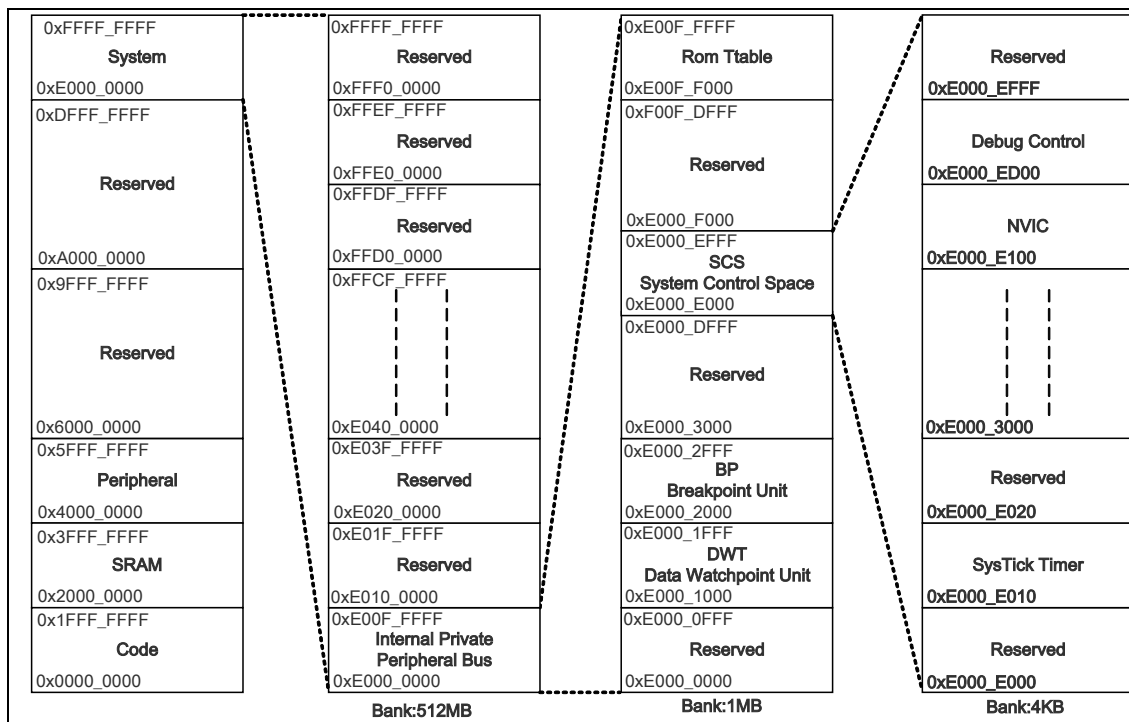 0xFFFF_FFFF
System
0xE000_0000
0xDFFF_FFFF
Reserved
0xA000_0000
0x9FFF_FFFF
Reserved
0x6000_0000
0x5FFF_FFFF
Peripheral
0x4000_0000
0x3FFF_FFFF
SRAM
0x2000_0000
0x1FFF_FFFF
Code
0x0000_0000
0xFFFF_FFFF
Reserved
0xFFF0_0000
0xFFEF_FFFF
Reserved
0xFFE0_0000
0xFFDF_FFFF
Reserved
0xFFD0_0000
0xFFCF_FFFF
0xE040_0000
0xE03F_FFFF
Reserved
0xE020_0000
0xE01F_FFFF
Reserved
0xE010_0000
0xE00F_FFFF
Internal Private
Peripheral Bus
0xE000_0000
Bank:512MB
0xE00F_FFFF
Rom Ttable
0xE00F_F000
0xF00F_DFFF
Reserved
0xE000_F000
0xE000_EFFF
SCS
System Control Space
0xE000_E000
0xE000_DFFF
Reserved
0xE000_3000
0xE000_2FFF
BP
Breakpoint Unit
0xE000_2000
0xE000_1FFF
DWT
Data Watchpoint Unit
0xE000_1000
0xE000_0FFF
Reserved
0xE000_0000
Bank:1MB
Reserved
0xE000_EFFF
Debug Control
0xE000_ED00
NVIC
0xE000_E100
0xE000_3000
Reserved
0xE000_E020
SysTick Timer
0xE000_E010
Reserved
0xE000_E000
Bank:4KB